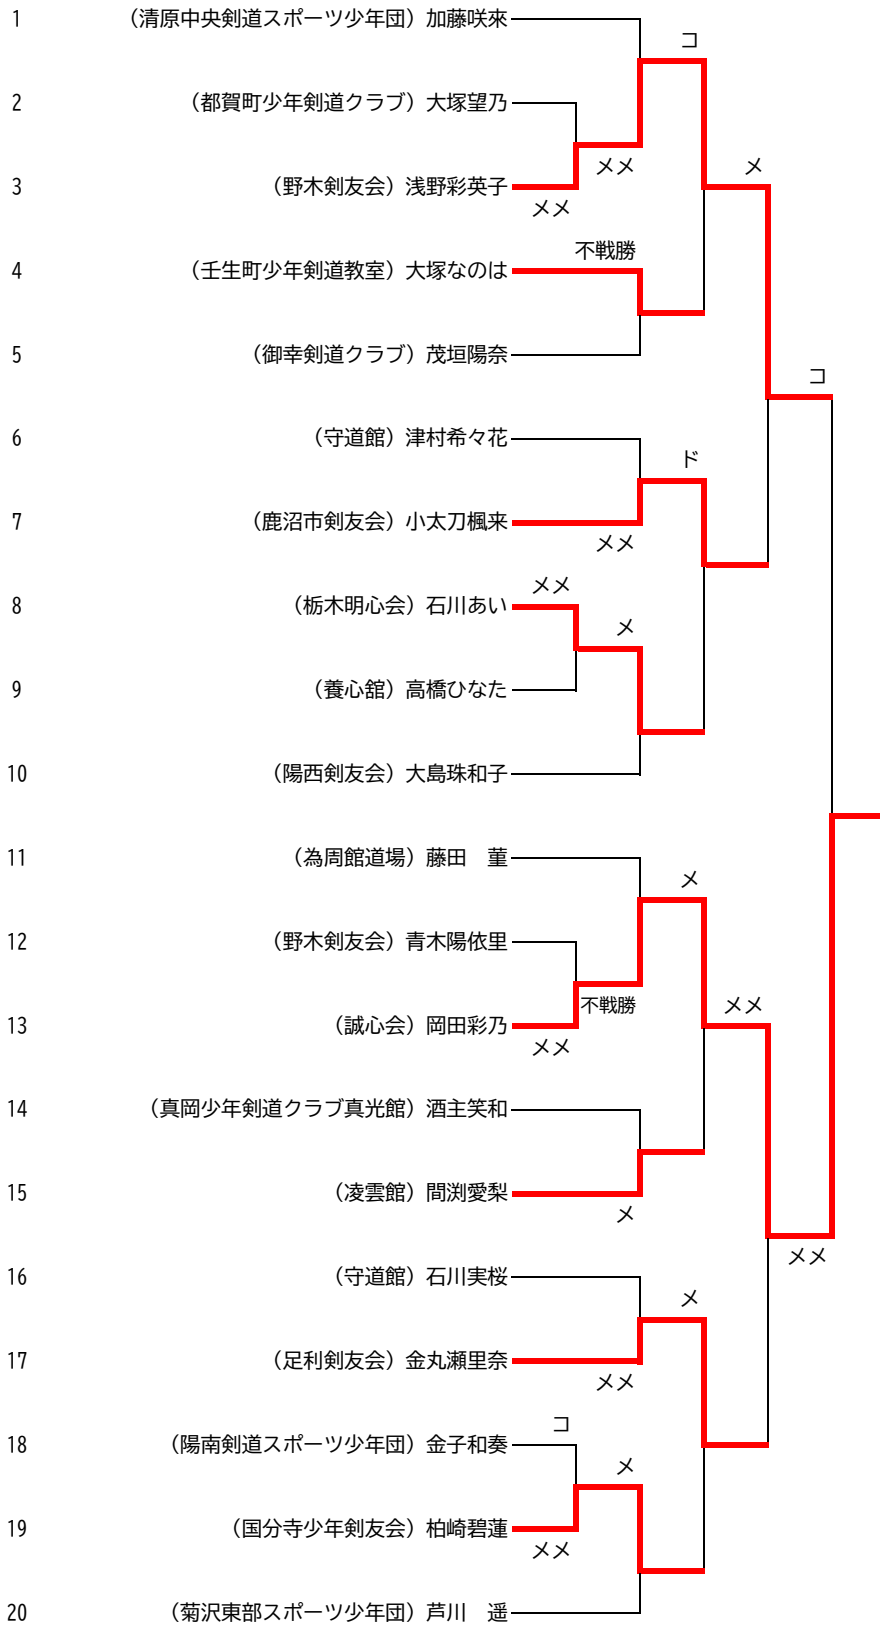 1 （清原中央剣道スポーツ少年団）加藤咲來
コ
2 （都賀町少年剣道クラブ）大塚望乃
メメ
メ
3 （野木剣友会）浅野彩英子
メメ
不戦勝
4 （壬生町少年剣道教室）大塚なのは
5 （御幸剣道クラブ）茂垣陽奈
コ
6 （守道館）津村希々花
ド
7 （鹿沼市剣友会）小太刀楓来
メメ
メメ
8 （栃木明心会）石川あい
メ
9 （養心舘）高橋ひなた
10 （陽西剣友会）大島珠和子
11 （為周館道場）藤田　菫
メ
12 （野木剣友会）青木陽依里
不戦勝
メメ
13 （誠心会）岡田彩乃
メメ
14 （真岡少年剣道クラブ真光館）酒主笑和
15 （凌雲館）間渕愛梨
メ
メメ
16 （守道館）石川実桜
メ
17 （足利剣友会）金丸瀬里奈
メメ
コ
18 （陽南剣道スポーツ少年団）金子和奏
メ
19 （国分寺少年剣友会）柏崎碧蓮
メメ
20 （菊沢東部スポーツ少年団）芦川　遥